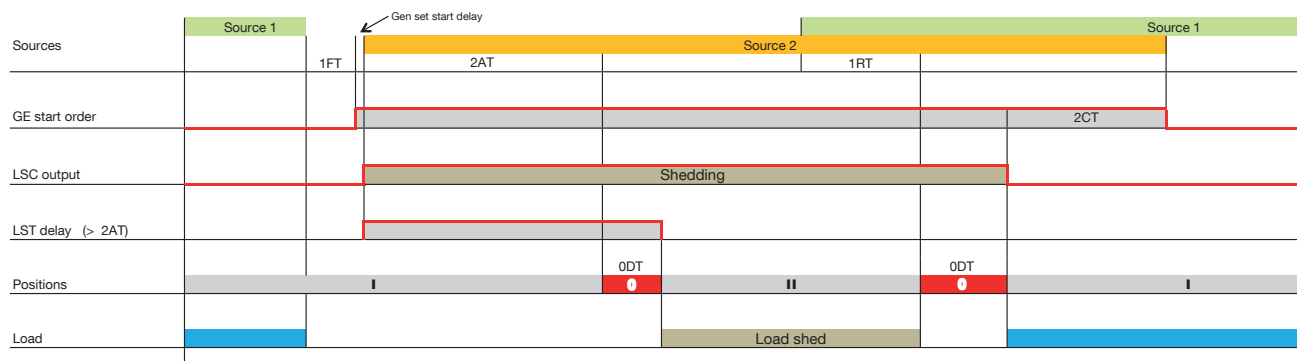 Gen set start delay
Source 1
Source 1
Sources
Source 2
1FT
2AT
1RT
GE start order
2CT
LSC output
Shedding
LST delay (> 2AT)
0DT
0DT
Positions
I
0
II
0
I
Load
Load shed